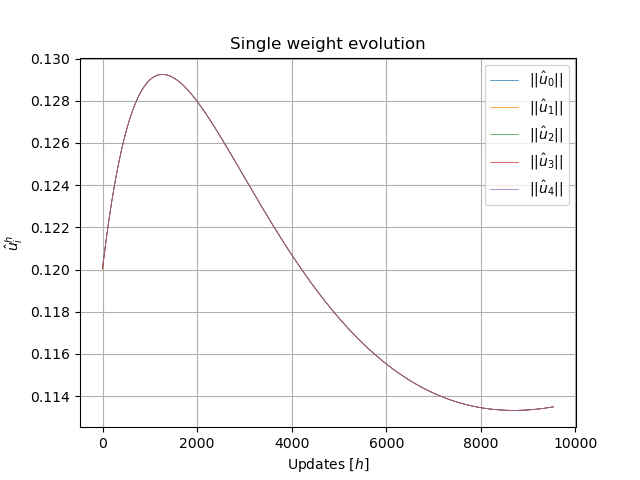 Single weight evolution
0.130
0.128
0.126
0.124
0.122
0.120
0.118
0.116
0.114
û_i^h
||û_0||
||û_1||
||û_2||
||û_3||
||û_4||
0 2000 4000 6000 8000 10000
Updates [h]